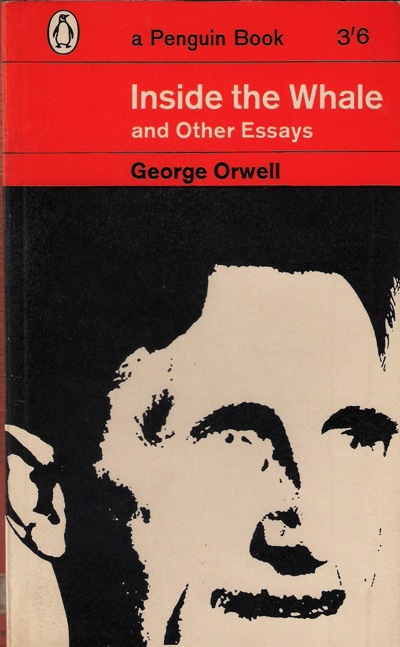 a Penguin Book 3'6
Inside the Whale
and Other Essays
George Orwell